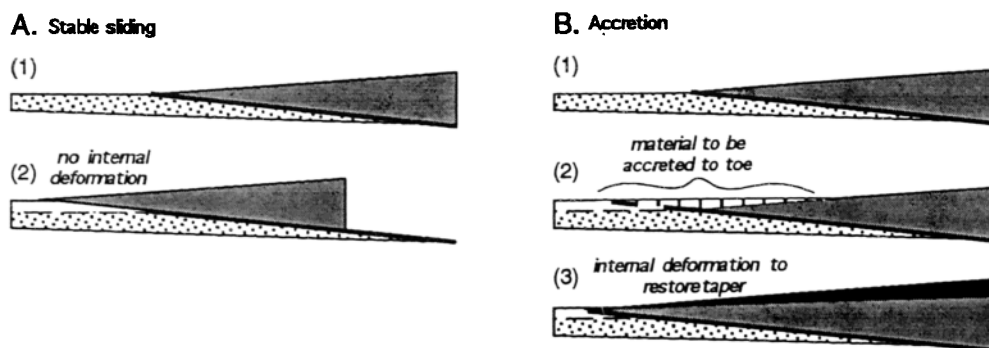 A. Stable sliding
(1)
(2) no internal
deformation
B. Accretion
(1)
material to be
accreted to toe
(2)
(3) internal deformation to
restore taper